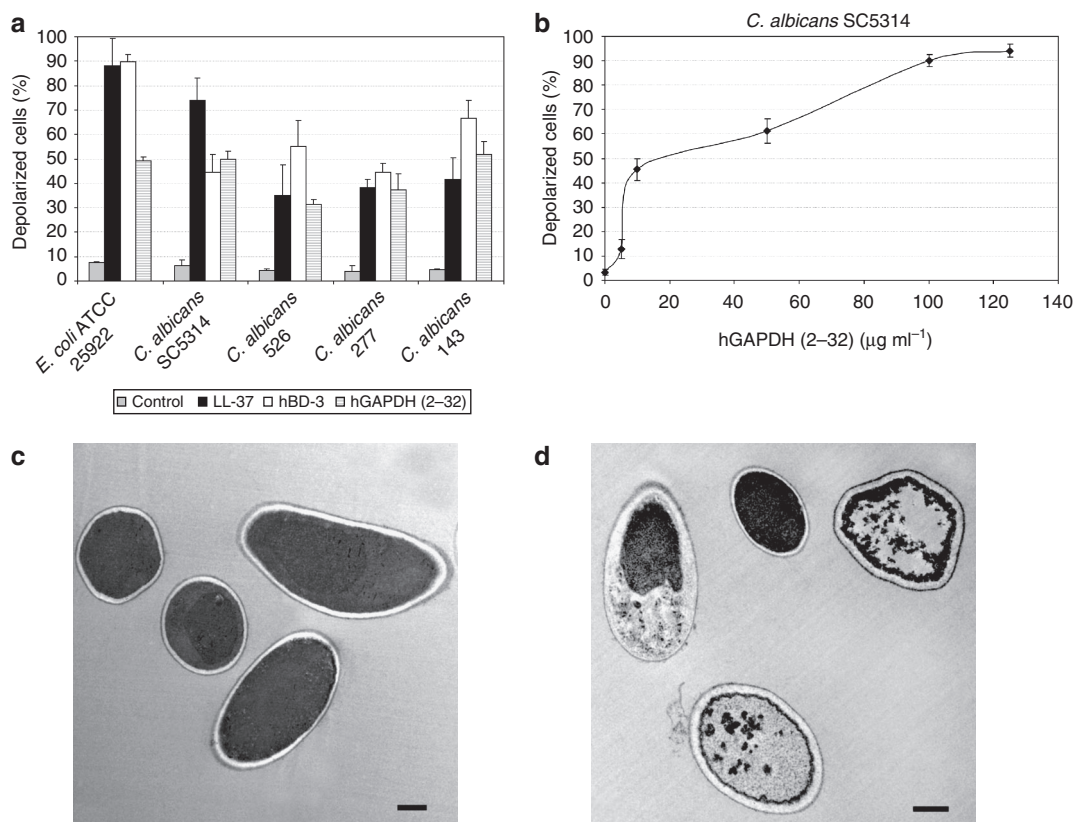 a
100
90
80
70
60
50
40
30
20
10
0
Depolarized cells (%)
E. coli ATCC
25922
C. albicans
SC5314
C. albicans
526
C. albicans
277
C. albicans
143
Control LL-37 hBD-3 hGAPDH (2–32)
b
C. albicans SC5314
100
90
80
70
60
50
40
30
20
10
0
Depolarized cells (%)
0 20 40 60 80 100 120 140
hGAPDH (2–32) (μg ml⁻¹)
c
d